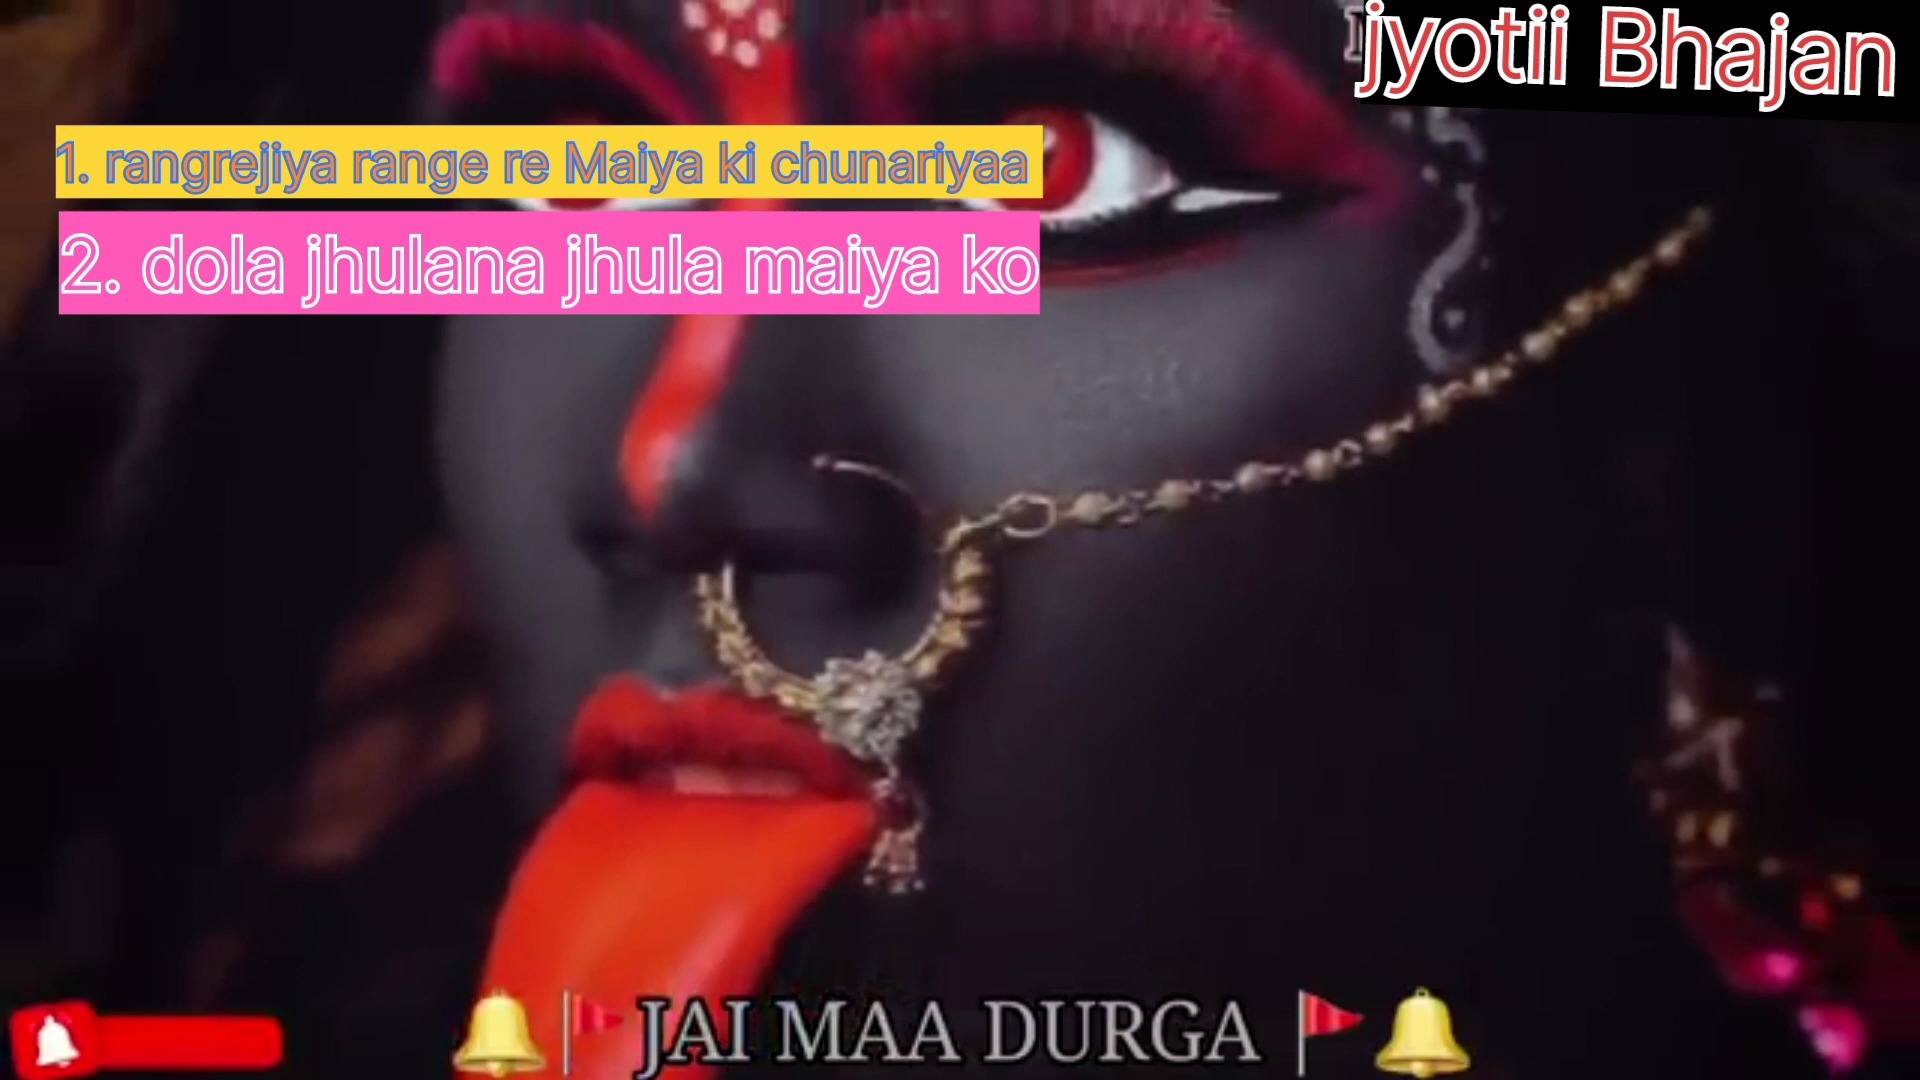 jyotii Bhajan
1. rangrejiya range re Maiya ki chunariyaa
2. dola jhulana jhula maiya ko
🔔🚩JAI MAA DURGA🚩🔔